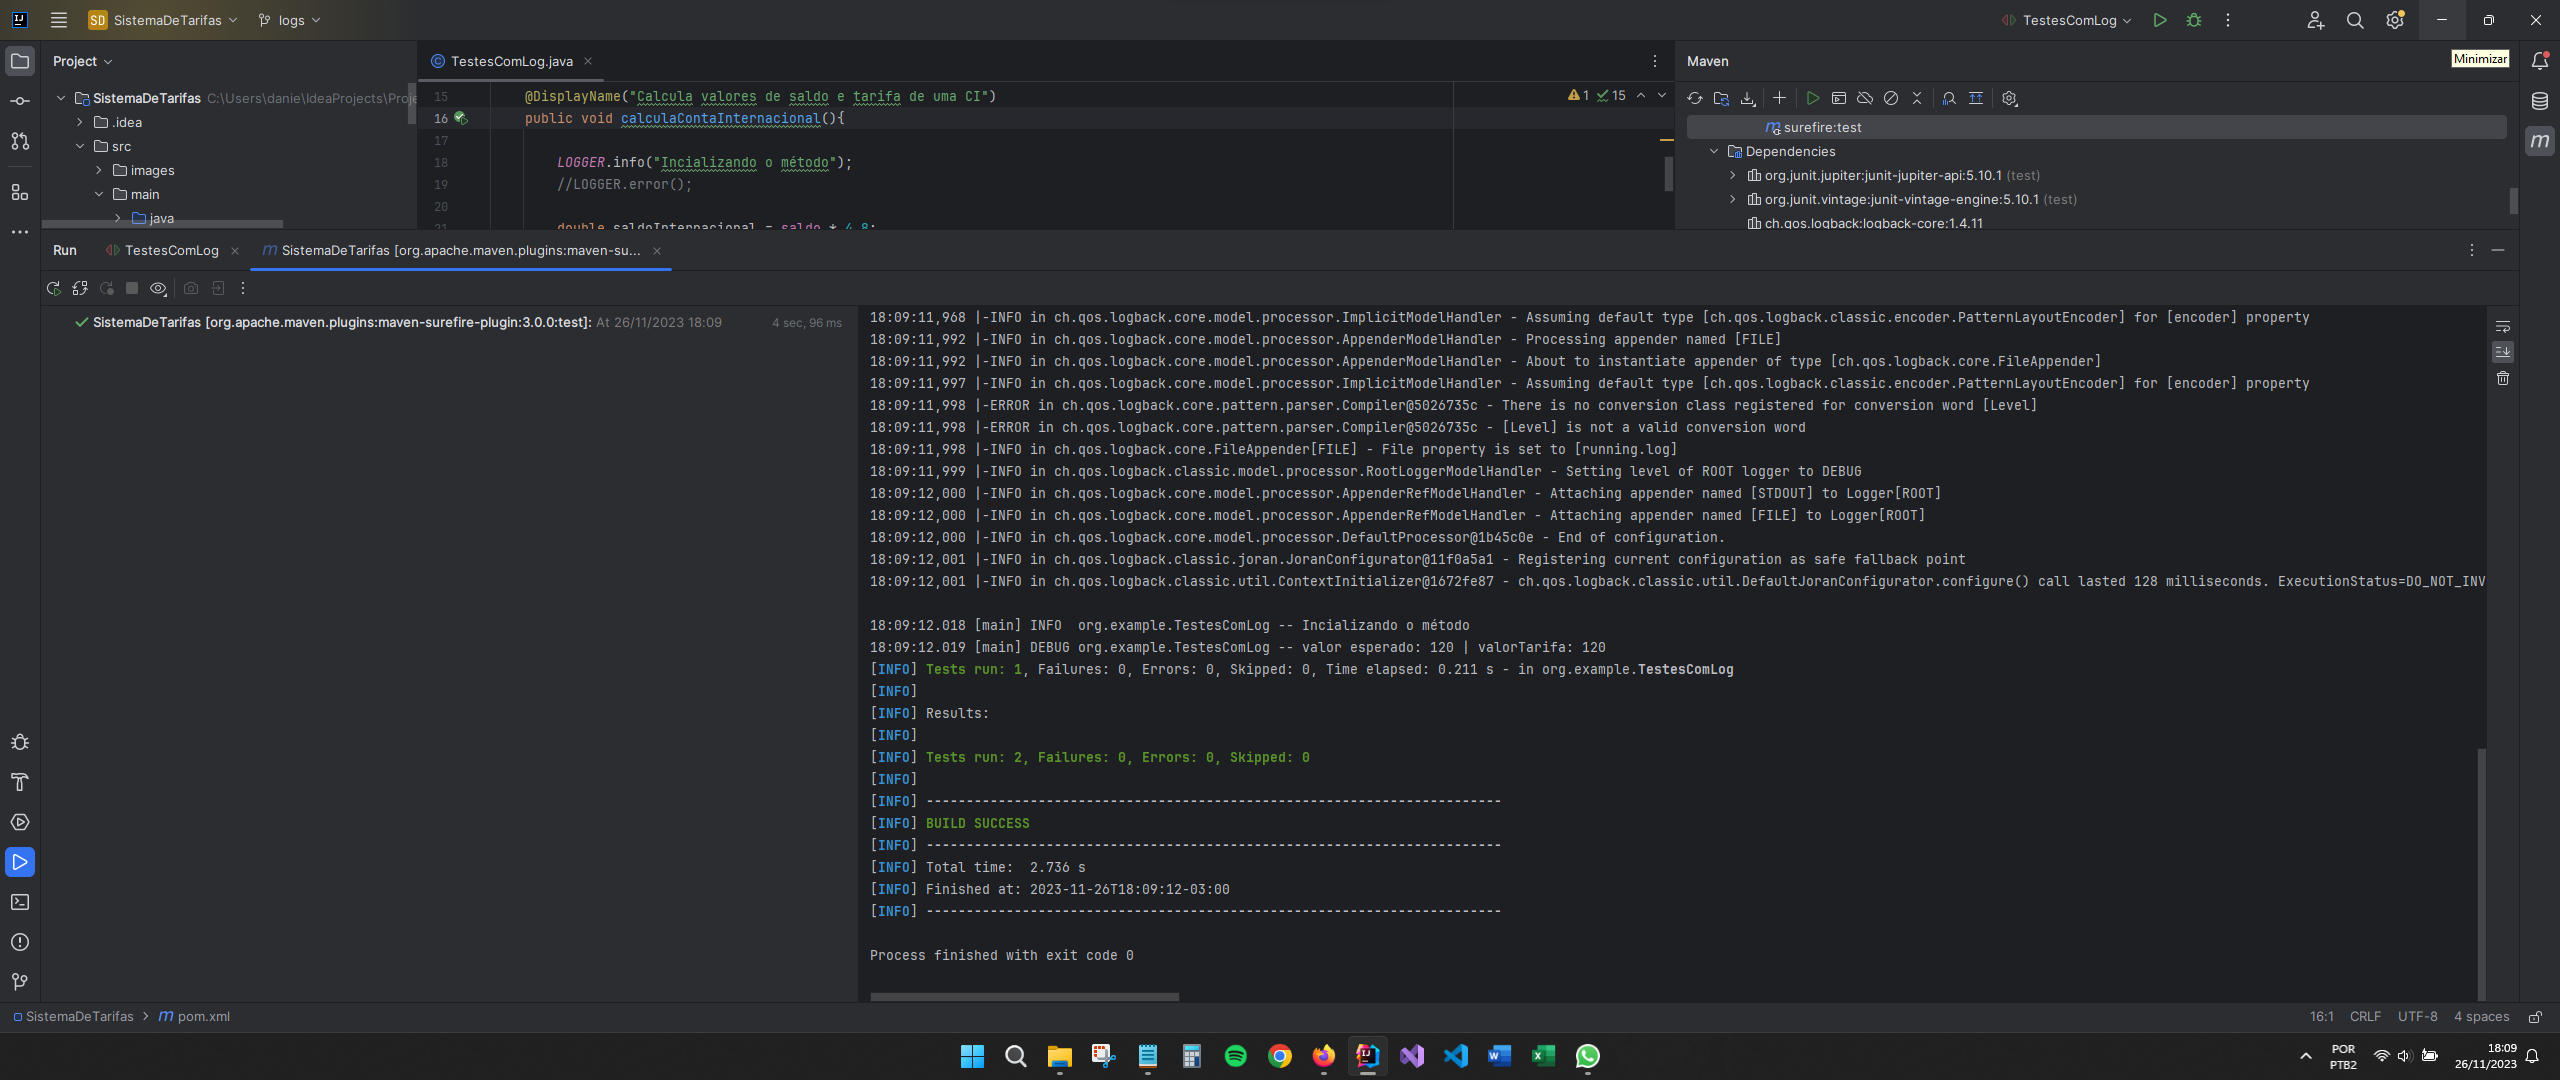 SD SistemaDeTarifas logs TestesComLog
Project
TestesComLog.java
Maven
Minimizar
SistemaDeTarifas C:\Users\danie\IdeaProjects\Proje
.idea
src
images
main
java
15 @DisplayName("Calcula valores de saldo e tarifa de uma CI")
16 public void calculaContaInternacional(){
17
18 LOGGER.info("Incializando o método");
19 //LOGGER.error();
20
21 double saldoInternacional = saldo * 4.8;
1 15
surefire:test
Dependencies
org.junit.jupiter:junit-jupiter-api:5.10.1 (test)
org.junit.vintage:junit-vintage-engine:5.10.1 (test)
ch.qos.logback:logback-core:1.4.11
Run TestesComLog SistemaDeTarifas [org.apache.maven.plugins:maven-su...
SistemaDeTarifas [org.apache.maven.plugins:maven-surefire-plugin:3.0.0:test]: At 26/11/2023 18:09 4 sec, 96 ms
18:09:11,968 |-INFO in ch.qos.logback.core.model.processor.ImplicitModelHandler - Assuming default type [ch.qos.logback.classic.encoder.PatternLayoutEncoder] for [encoder] property
18:09:11,992 |-INFO in ch.qos.logback.core.model.processor.AppenderModelHandler - Processing appender named [FILE]
18:09:11,992 |-INFO in ch.qos.logback.core.model.processor.AppenderModelHandler - About to instantiate appender of type [ch.qos.logback.core.FileAppender]
18:09:11,997 |-INFO in ch.qos.logback.core.model.processor.ImplicitModelHandler - Assuming default type [ch.qos.logback.classic.encoder.PatternLayoutEncoder] for [encoder] property
18:09:11,998 |-ERROR in ch.qos.logback.core.pattern.parser.Compiler@5026735c - There is no conversion class registered for conversion word [Level]
18:09:11,998 |-ERROR in ch.qos.logback.core.pattern.parser.Compiler@5026735c - [Level] is not a valid conversion word
18:09:11,998 |-INFO in ch.qos.logback.core.FileAppender[FILE] - File property is set to [running.log]
18:09:11,999 |-INFO in ch.qos.logback.classic.model.processor.RootLoggerModelHandler - Setting level of ROOT logger to DEBUG
18:09:12,000 |-INFO in ch.qos.logback.core.model.processor.AppenderRefModelHandler - Attaching appender named [STDOUT] to Logger[ROOT]
18:09:12,000 |-INFO in ch.qos.logback.core.model.processor.AppenderRefModelHandler - Attaching appender named [FILE] to Logger[ROOT]
18:09:12,000 |-INFO in ch.qos.logback.core.model.processor.DefaultProcessor@1b45c0e - End of configuration.
18:09:12,001 |-INFO in ch.qos.logback.classic.joran.JoranConfigurator@11f0a5a1 - Registering current configuration as safe fallback point
18:09:12,001 |-INFO in ch.qos.logback.classic.util.ContextInitializer@1672fe87 - ch.qos.logback.classic.util.DefaultJoranConfigurator.configure() call lasted 128 milliseconds. ExecutionStatus=DO_NOT_INV
18:09:12.018 [main] INFO  org.example.TestesComLog -- Incializando o método
18:09:12.019 [main] DEBUG org.example.TestesComLog -- valor esperado: 120 | valorTarifa: 120
[INFO] Tests run: 1, Failures: 0, Errors: 0, Skipped: 0, Time elapsed: 0.211 s - in org.example.TestesComLog
[INFO]
[INFO] Results:
[INFO]
[INFO] Tests run: 2, Failures: 0, Errors: 0, Skipped: 0
[INFO]
[INFO] ------------------------------------------------------------------------
[INFO] BUILD SUCCESS
[INFO] ------------------------------------------------------------------------
[INFO] Total time:  2.736 s
[INFO] Finished at: 2023-11-26T18:09:12-03:00
[INFO] ------------------------------------------------------------------------
Process finished with exit code 0
SistemaDeTarifas > pom.xml
16:1 CRLF UTF-8 4 spaces
POR
PTB2
18:09
26/11/2023